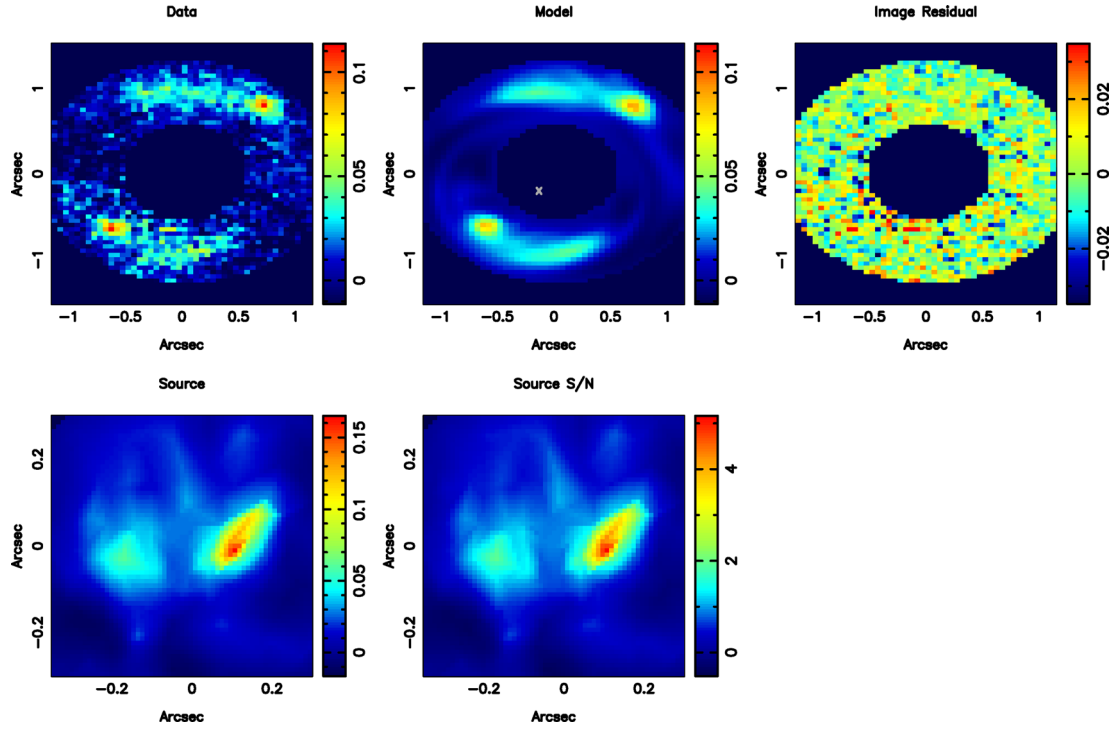 Data Model Image Residual
1 0 −1 Arcsec 0.1 0.05 0
1 0 −1 Arcsec 0.1 0.05 0
1 0 −1 Arcsec 0.02 0 −0.02
−1 −0.5 0 0.5 1 −1 −0.5 0 0.5 1 −1 −0.5 0 0.5 1
Arcsec Arcsec Arcsec
Source Source S/N
0.2 0 −0.2 Arcsec 0.15 0.1 0.05 0
0.2 0 −0.2 Arcsec 4 2 0
−0.2 0 0.2 −0.2 0 0.2
Arcsec Arcsec